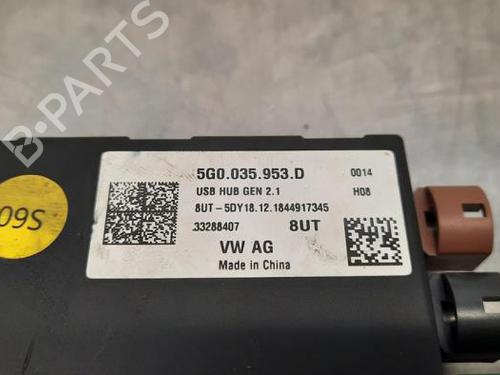 5G0.035.953.D 0014
USB HUB GEN 2.1 H08
8UT-5DY18.12.1844917345
33288407 8UT
VW AG
Made in China
S60
B-PARTS